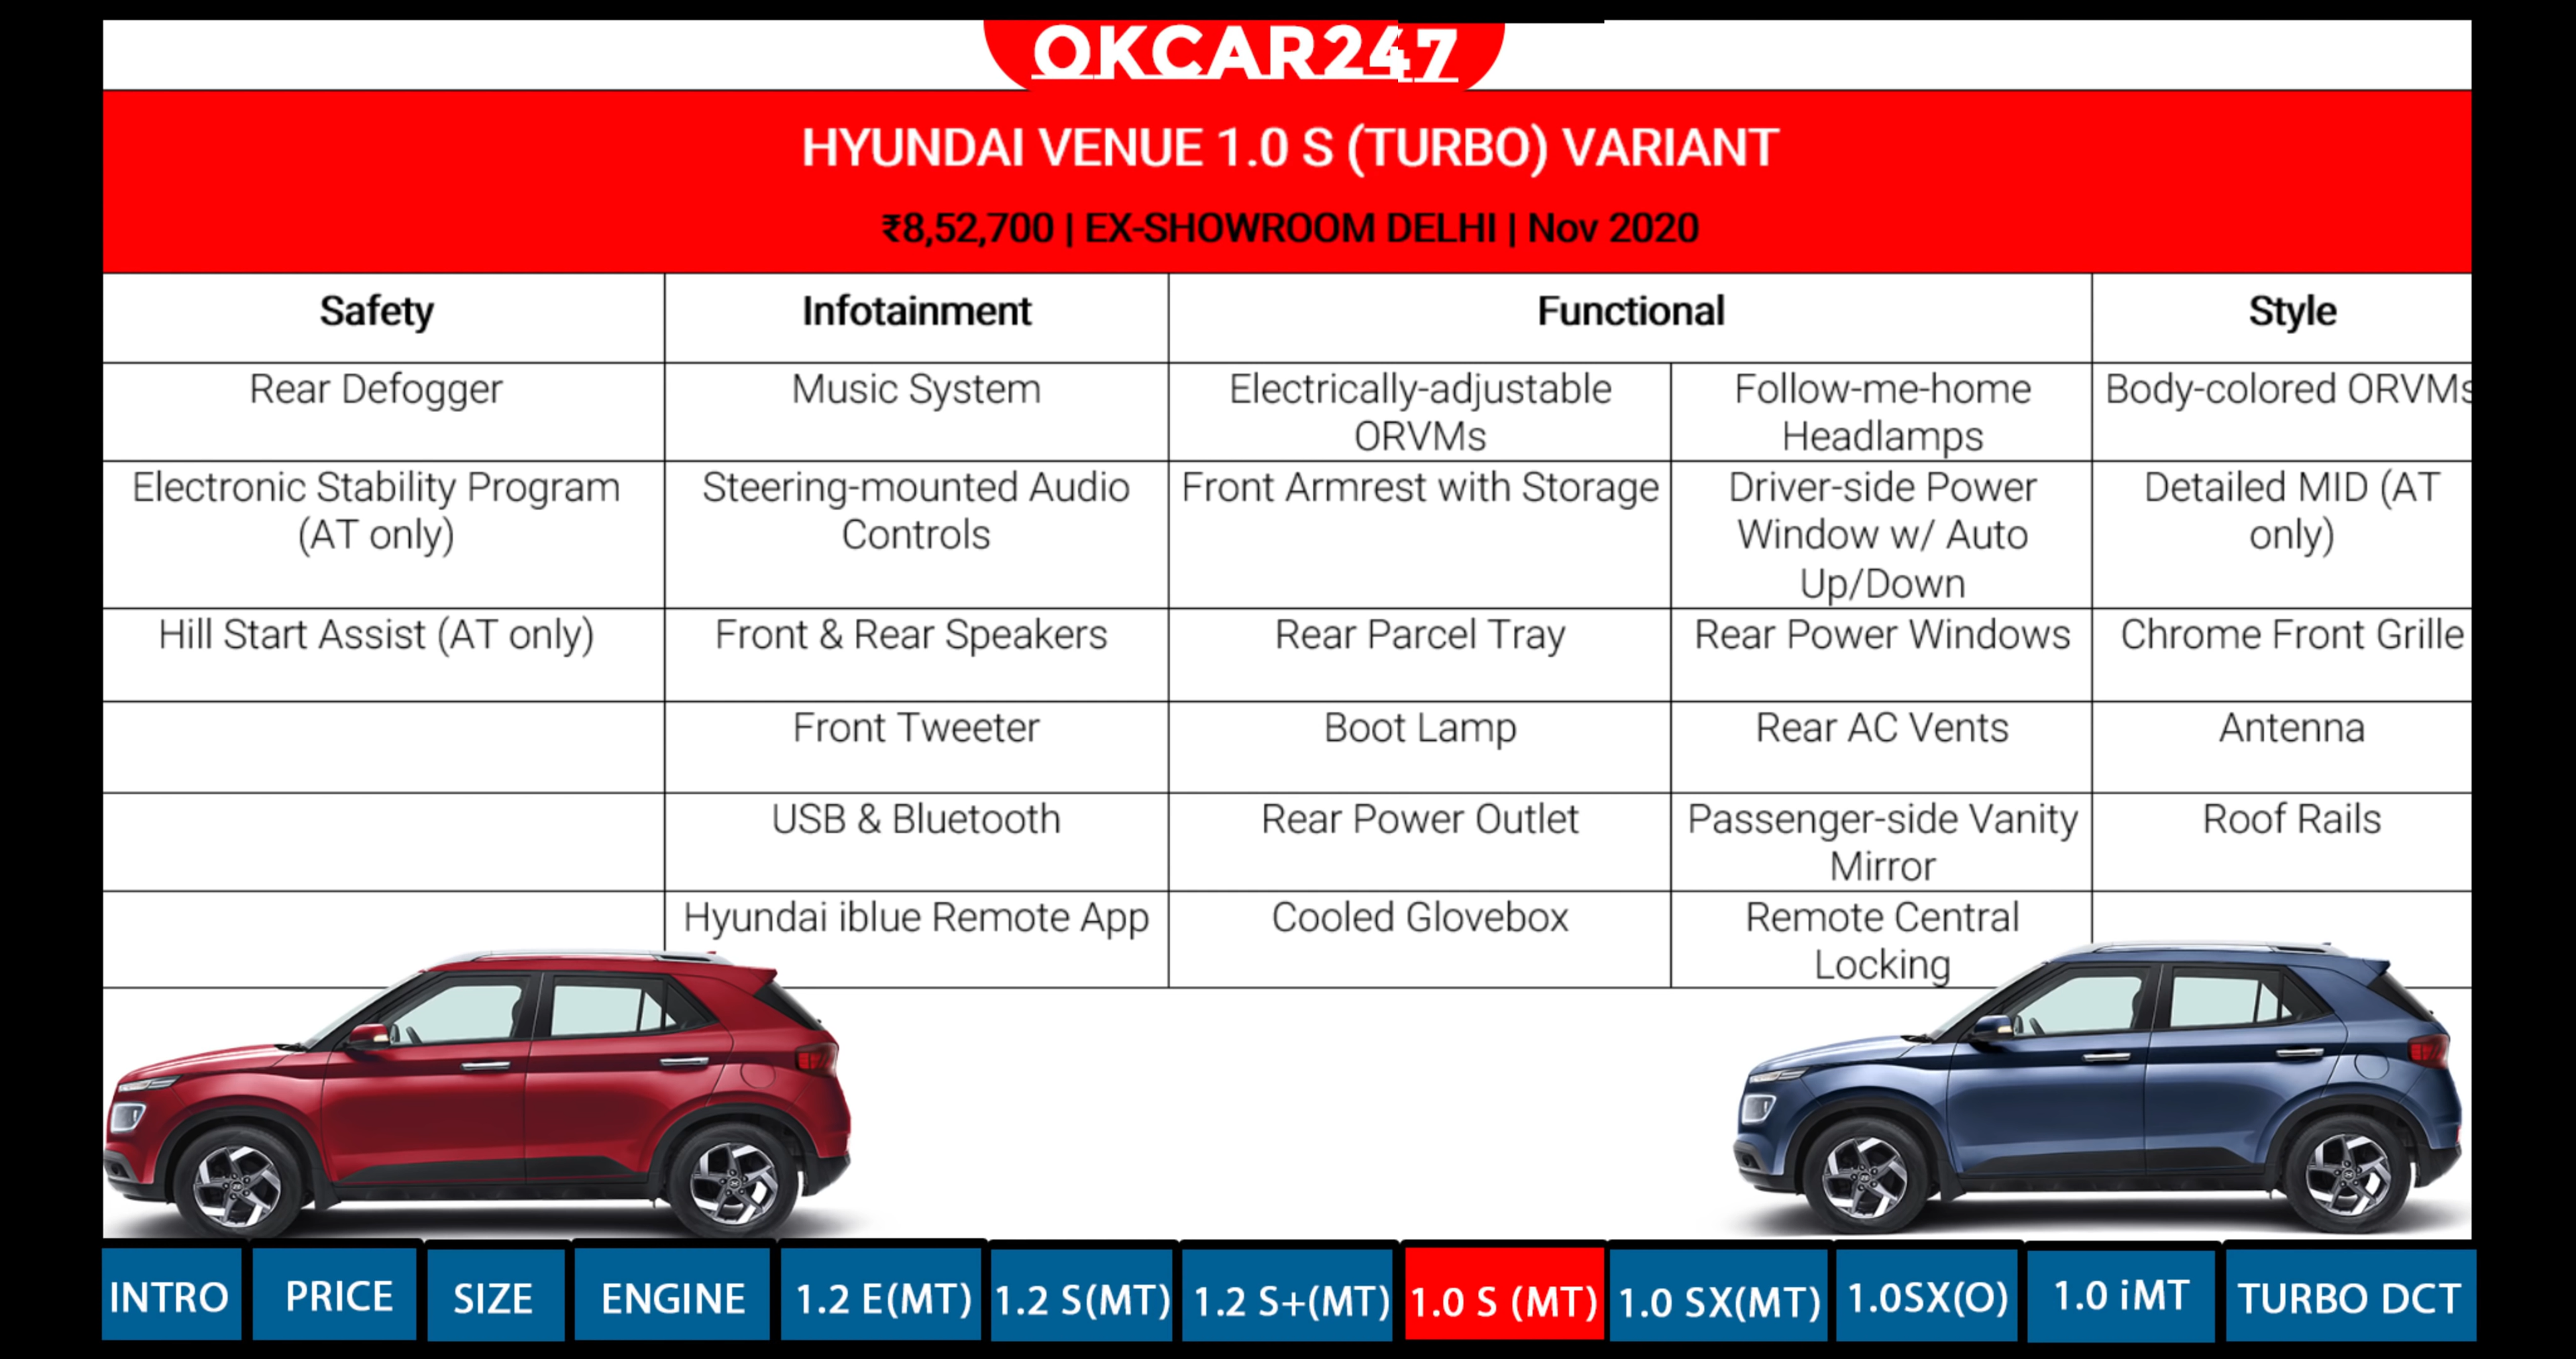 OKCAR247
HYUNDAI VENUE 1.0 S (TURBO) VARIANT
₹8,52,700 | EX-SHOWROOM DELHI | Nov 2020
Safety
Infotainment
Functional
Style
Rear Defogger
Music System
Electrically-adjustable
ORVMs
Follow-me-home
Headlamps
Body-colored ORVMs
Electronic Stability Program
(AT only)
Steering-mounted Audio
Controls
Front Armrest with Storage
Driver-side Power
Window w/ Auto
Up/Down
Detailed MID (AT
only)
Hill Start Assist (AT only)
Front & Rear Speakers
Rear Parcel Tray
Rear Power Windows
Chrome Front Grille
Front Tweeter
Boot Lamp
Rear AC Vents
Antenna
USB & Bluetooth
Rear Power Outlet
Passenger-side Vanity
Mirror
Roof Rails
Hyundai iblue Remote App
Cooled Glovebox
Remote Central
Locking
INTRO
PRICE
SIZE
ENGINE
1.2 E(MT)
1.2 S(MT)
1.2 S+(MT)
1.0 S (MT)
1.0 SX(MT)
1.0SX(O)
1.0 iMT
TURBO DCT